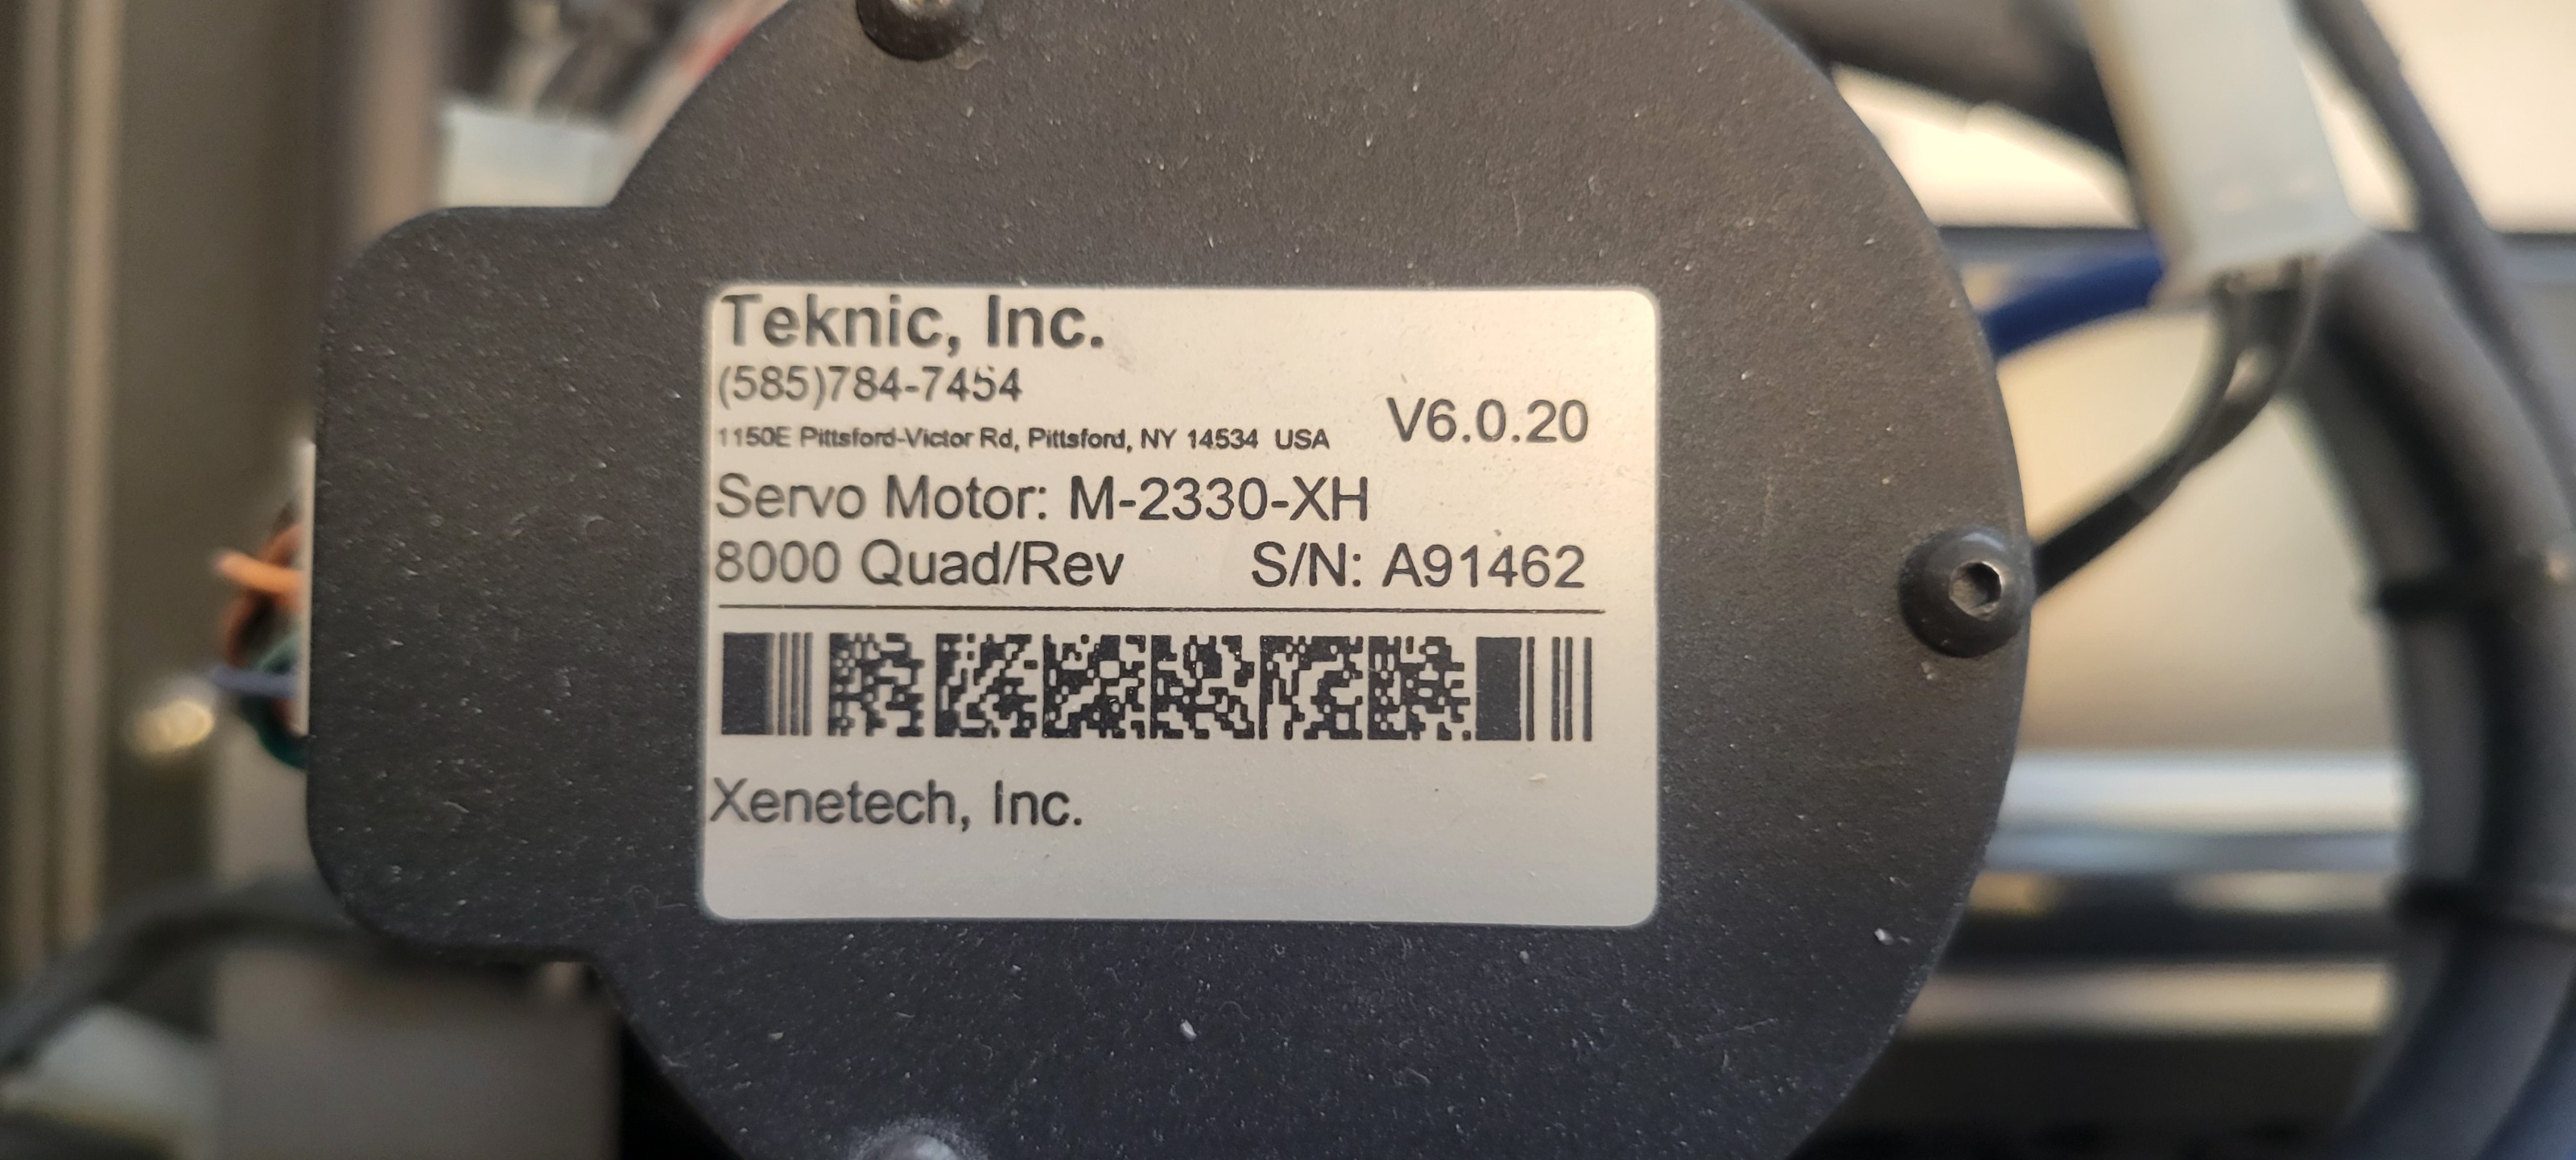 Teknic, Inc.
(585)784-7454
1150E Pittsford-Victor Rd, Pittsford, NY 14534 USA
V6.0.20
Servo Motor: M-2330-XH
8000 Quad/Rev S/N: A91462
Xenetech, Inc.